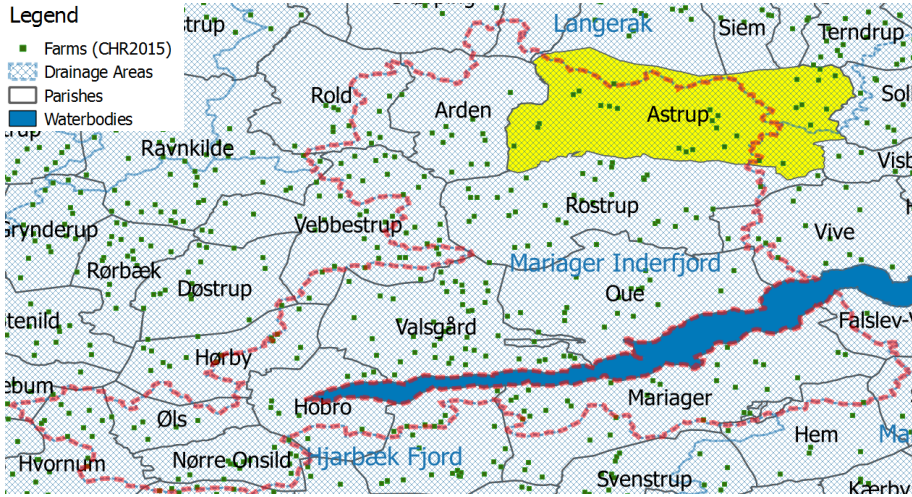 Legend
Farms (CHR2015)
Drainage Areas
Parishes
Waterbodies
Langerak
Siem
Terndrup
Rold
Arden
Astrup
Ravnkilde
Vebbestrup
Rostrup
Vive
Rørbæk
Mariager Inderfjord
Døstrup
Oue
Valsgård
Hørby
Mariager
Hobro
Øls
Hem
Hvornum
Nørre Onsild
Hjarbæk Fjord
Svenstrup
Kærby